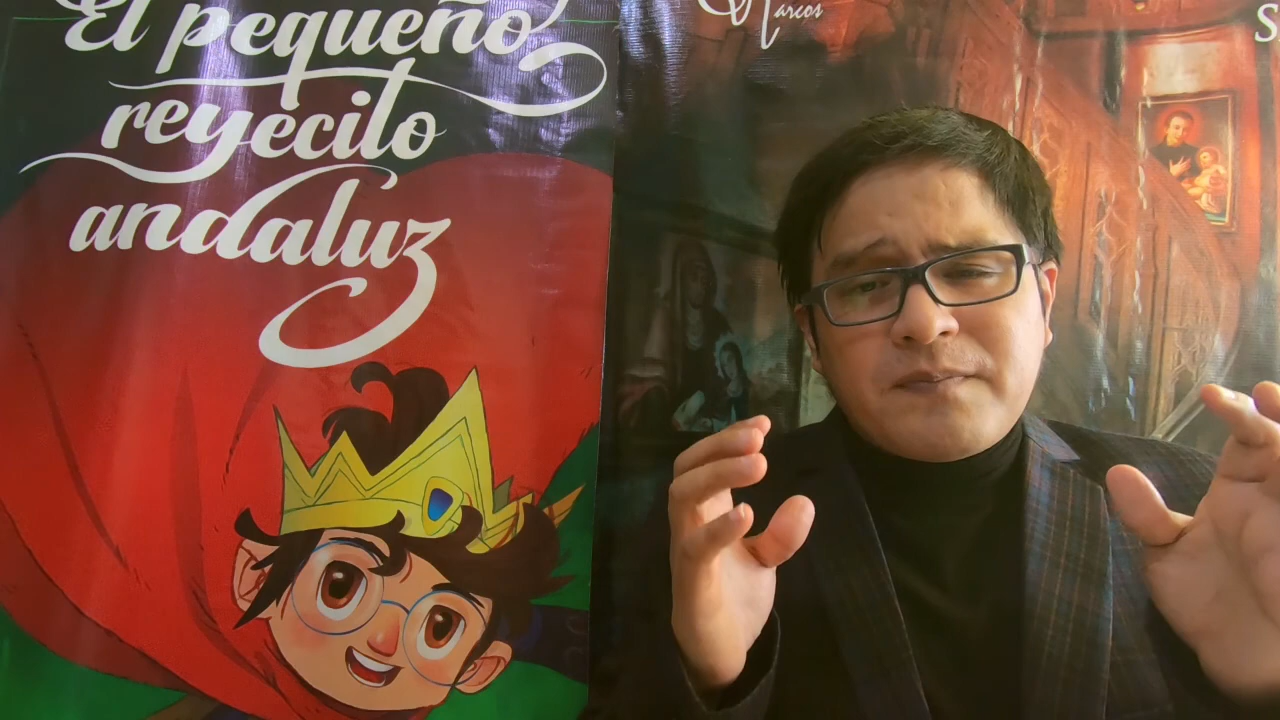 El pequeño
reyecito
andaluz
Marcos
S